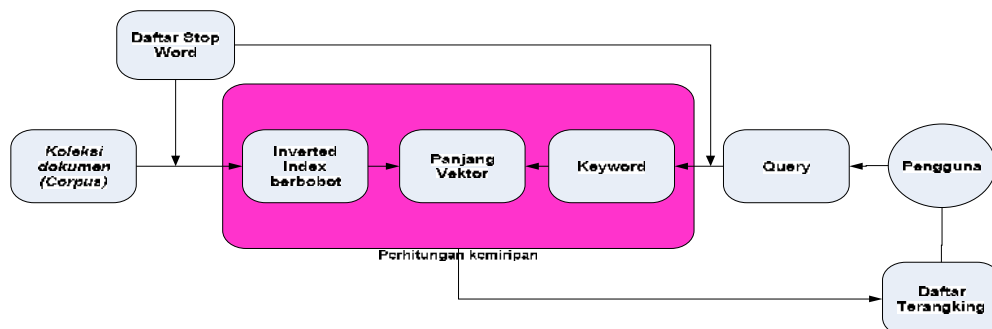 Daftar Stop
Word
Koleksi
dokumen
(Corpus)
Inverted
Index
berbobot
Panjang
Vektor
Keyword
Query
Pengguna
Perhitungan kemiripan
Daftar
Terangking